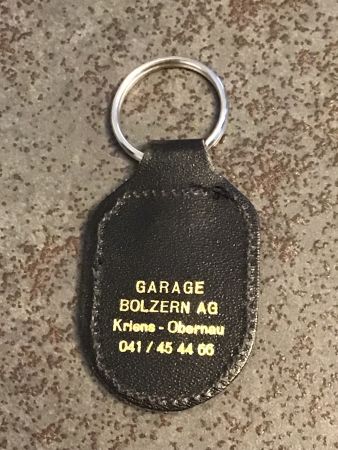 GARAGE
BOLZERN AG
Kriens - Obernau
041 / 45 44 66